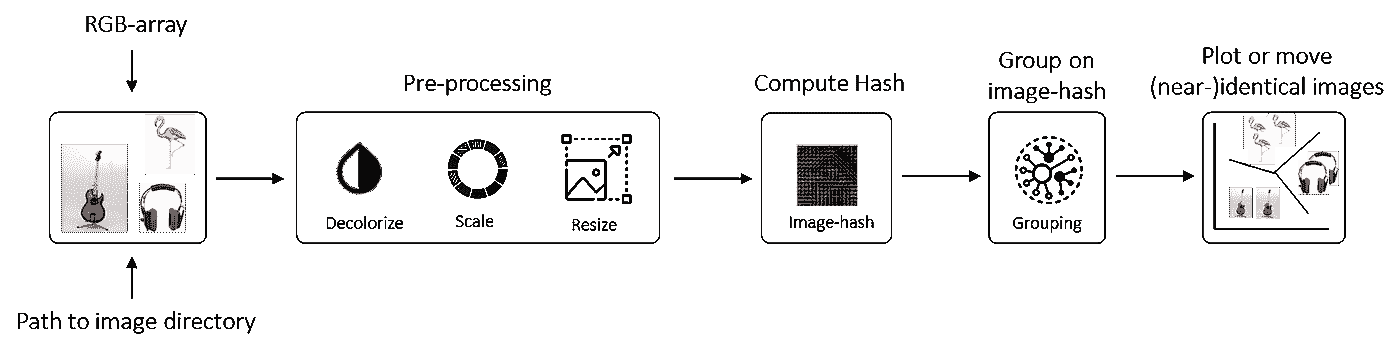 RGB-array
Pre-processing
Decolorize
Scale
Resize
Compute Hash
Image-hash
Group on
image-hash
Grouping
Plot or move
(near-)identical images
Path to image directory